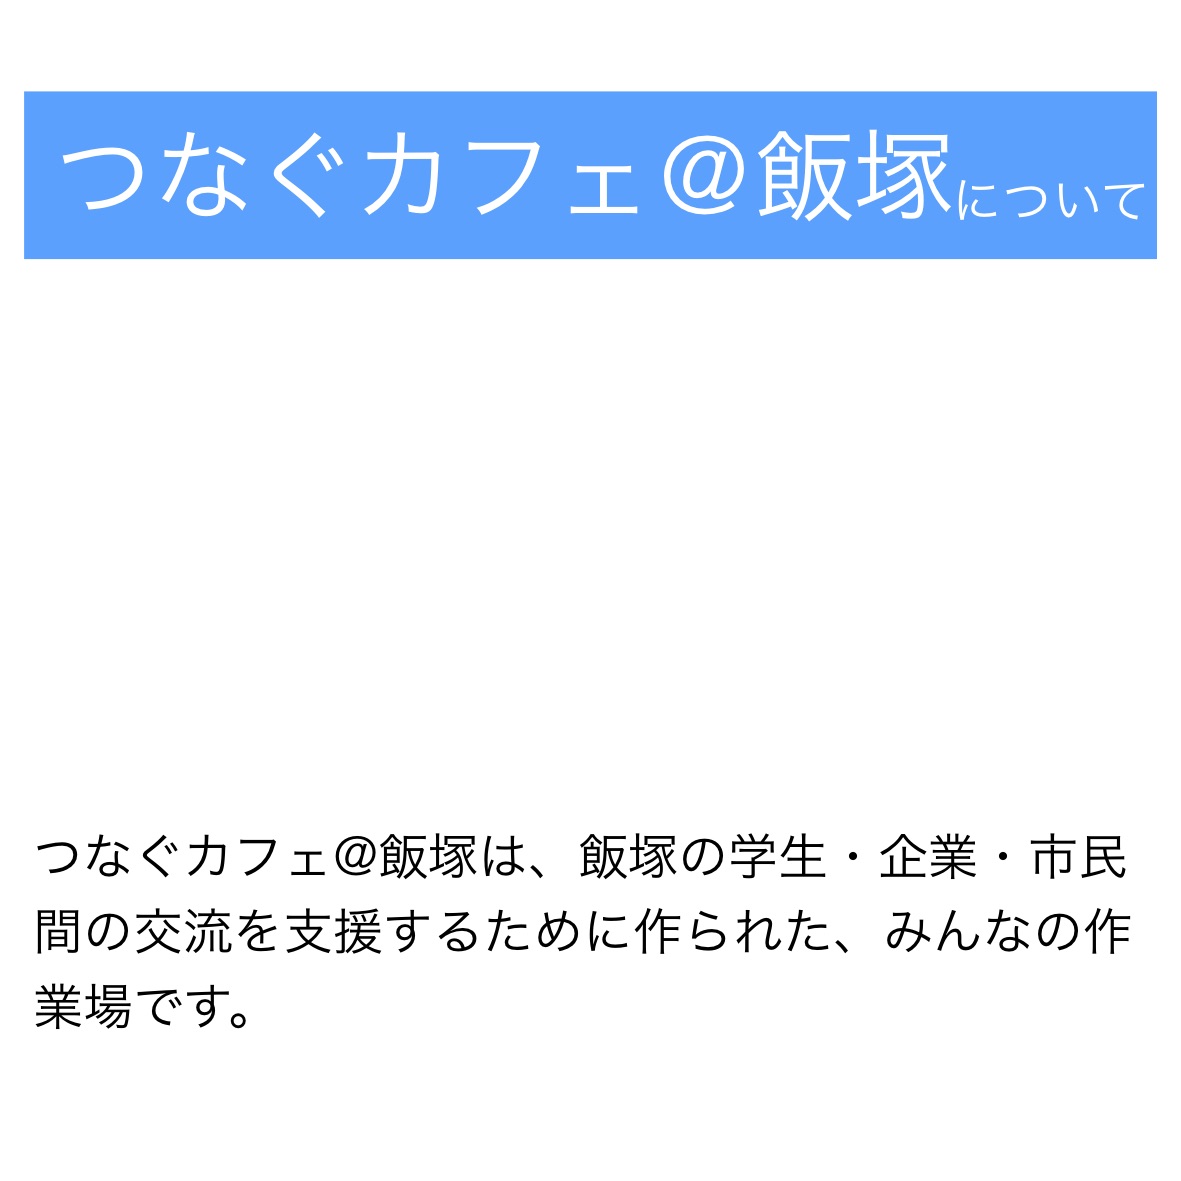 つなぐカフェ@飯塚について
つなぐカフェ@飯塚は、飯塚の学生・企業・市民
間の交流を支援するために作られた、みんなの作
業場です。